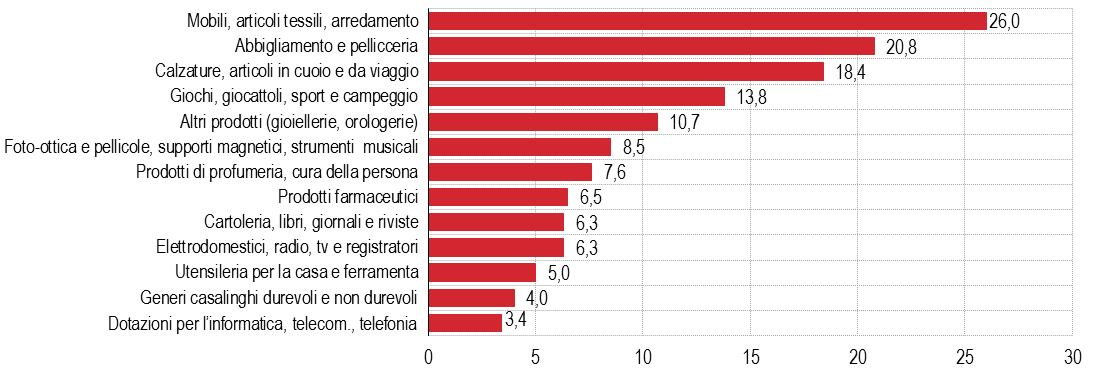 Mobili, articoli tessili, arredamento 26,0
Abbigliamento e pellicceria 20,8
Calzature, articoli in cuoio e da viaggio 18,4
Giochi, giocattoli, sport e campeggio 13,8
Altri prodotti (gioiellerie, orologerie) 10,7
Foto-ottica e pellicole, supporti magnetici, strumenti musicali 8,5
Prodotti di profumeria, cura della persona 7,6
Prodotti farmaceutici 6,5
Cartoleria, libri, giornali e riviste 6,3
Elettrodomestici, radio, tv e registratori 6,3
Utensileria per la casa e ferramenta 5,0
Generi casalinghi durevoli e non durevoli 4,0
Dotazioni per l'informatica, telecom., telefonia 3,4
0 5 10 15 20 25 30